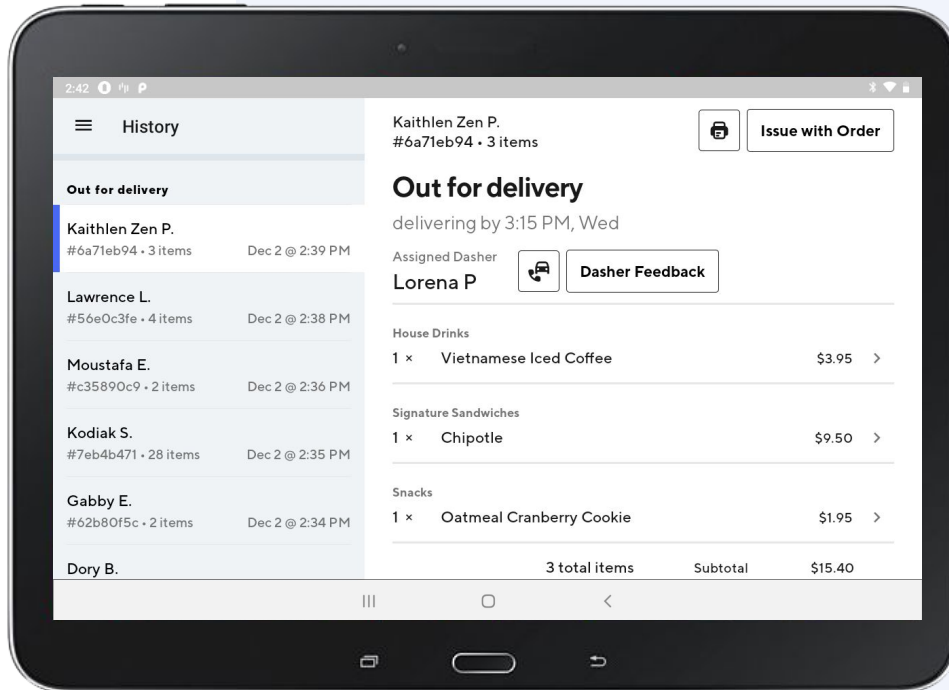 2:42
History
Out for delivery
Kaithlen Zen P.
#6a71eb94 • 3 items Dec 2 @ 2:39 PM
Lawrence L.
#56e0c3fe • 4 items Dec 2 @ 2:38 PM
Moustafa E.
#c35890c9 • 2 items Dec 2 @ 2:36 PM
Kodiak S.
#7eb4b471 • 28 items Dec 2 @ 2:35 PM
Gabby E.
#62b80f5c • 2 items Dec 2 @ 2:34 PM
Dory B.
Kaithlen Zen P.
#6a71eb94 • 3 items
Issue with Order
Out for delivery
delivering by 3:15 PM, Wed
Assigned Dasher
Lorena P
Dasher Feedback
House Drinks
1 × Vietnamese Iced Coffee $3.95
Signature Sandwiches
1 × Chipotle $9.50
Snacks
1 × Oatmeal Cranberry Cookie $1.95
3 total items Subtotal $15.40